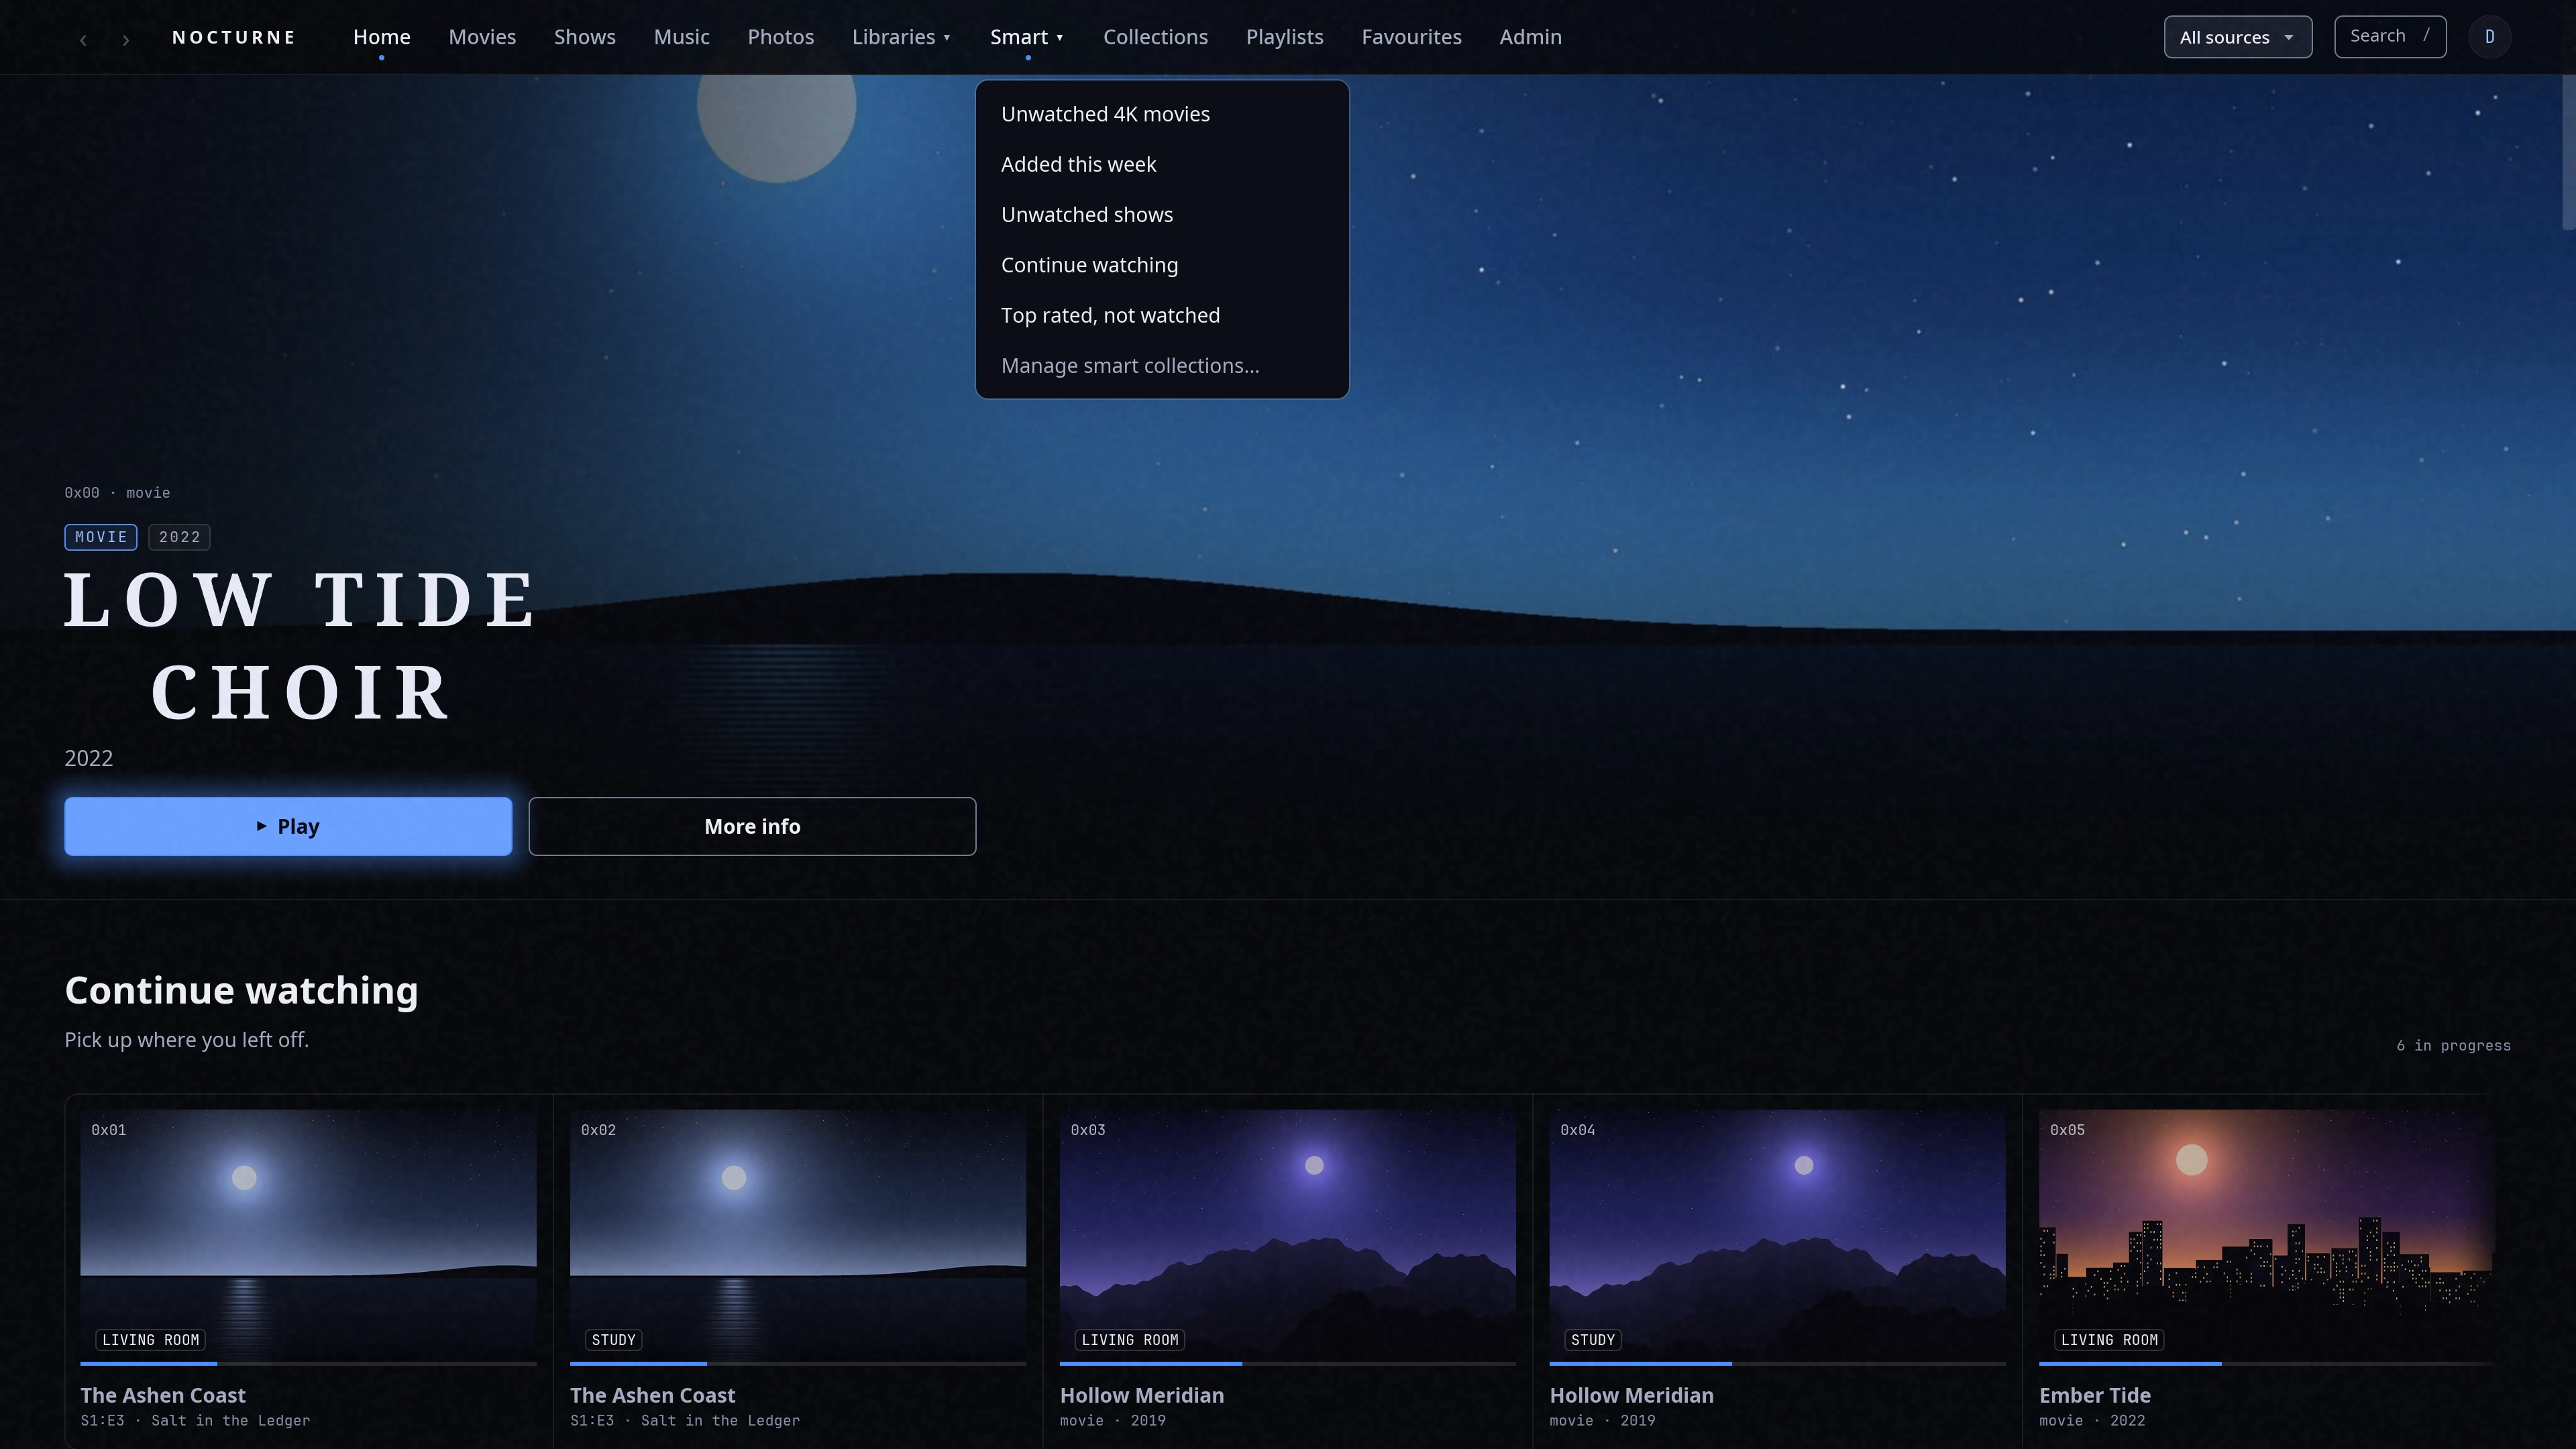 ‹ › NOCTURNE Home Movies Shows Music Photos Libraries ▾ Smart ▾ Collections Playlists Favourites Admin All sources Search / D
Unwatched 4K movies
Added this week
Unwatched shows
Continue watching
Top rated, not watched
Manage smart collections…
0x00 · movie
MOVIE 2022
LOW TIDE
CHOIR
2022
▶ Play More info
Continue watching
Pick up where you left off.
6 in progress
0x01 0x02 0x03 0x04 0x05
LIVING ROOM STUDY LIVING ROOM STUDY LIVING ROOM
The Ashen Coast The Ashen Coast Hollow Meridian Hollow Meridian Ember Tide
S1:E3 · Salt in the Ledger S1:E3 · Salt in the Ledger movie · 2019 movie · 2019 movie · 2022